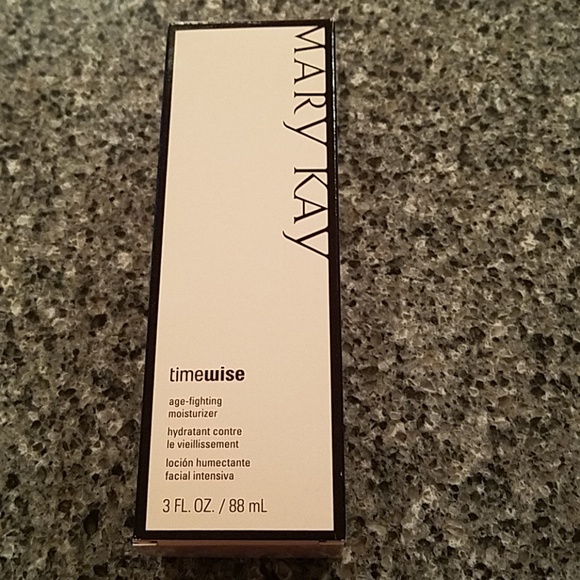 MARY KAY
timewise
age-fighting
moisturizer
hydratant contre
le vieillissement
loción humectante
facial intensiva
3 FL. OZ. / 88 mL